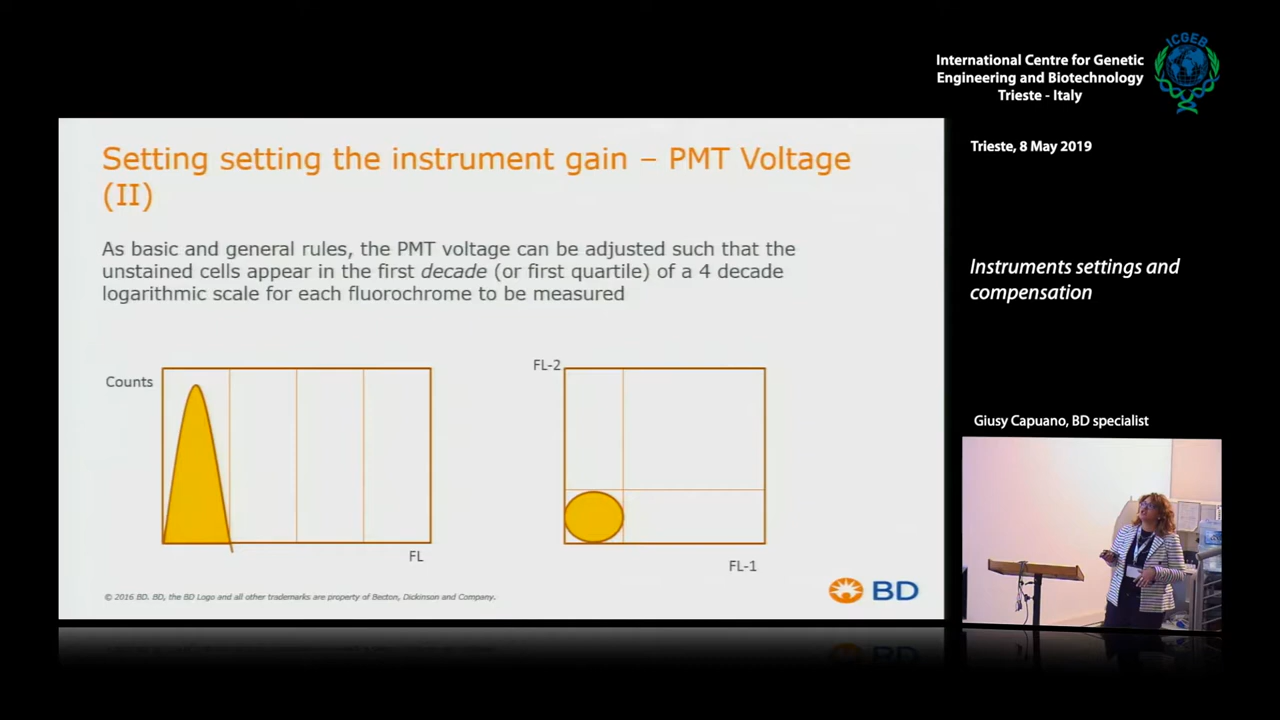 International Centre for Genetic
Engineering and Biotechnology
Trieste - Italy
ICGEB
Trieste, 8 May 2019
Setting setting the instrument gain – PMT Voltage
(II)
As basic and general rules, the PMT voltage can be adjusted such that the
unstained cells appear in the first decade (or first quartile) of a 4 decade
logarithmic scale for each fluorochrome to be measured
Instruments settings and
compensation
Counts
FL
FL-2
FL-1
Giusy Capuano, BD specialist
© 2016 BD. BD, the BD Logo and all other trademarks are property of Becton, Dickinson and Company.
BD